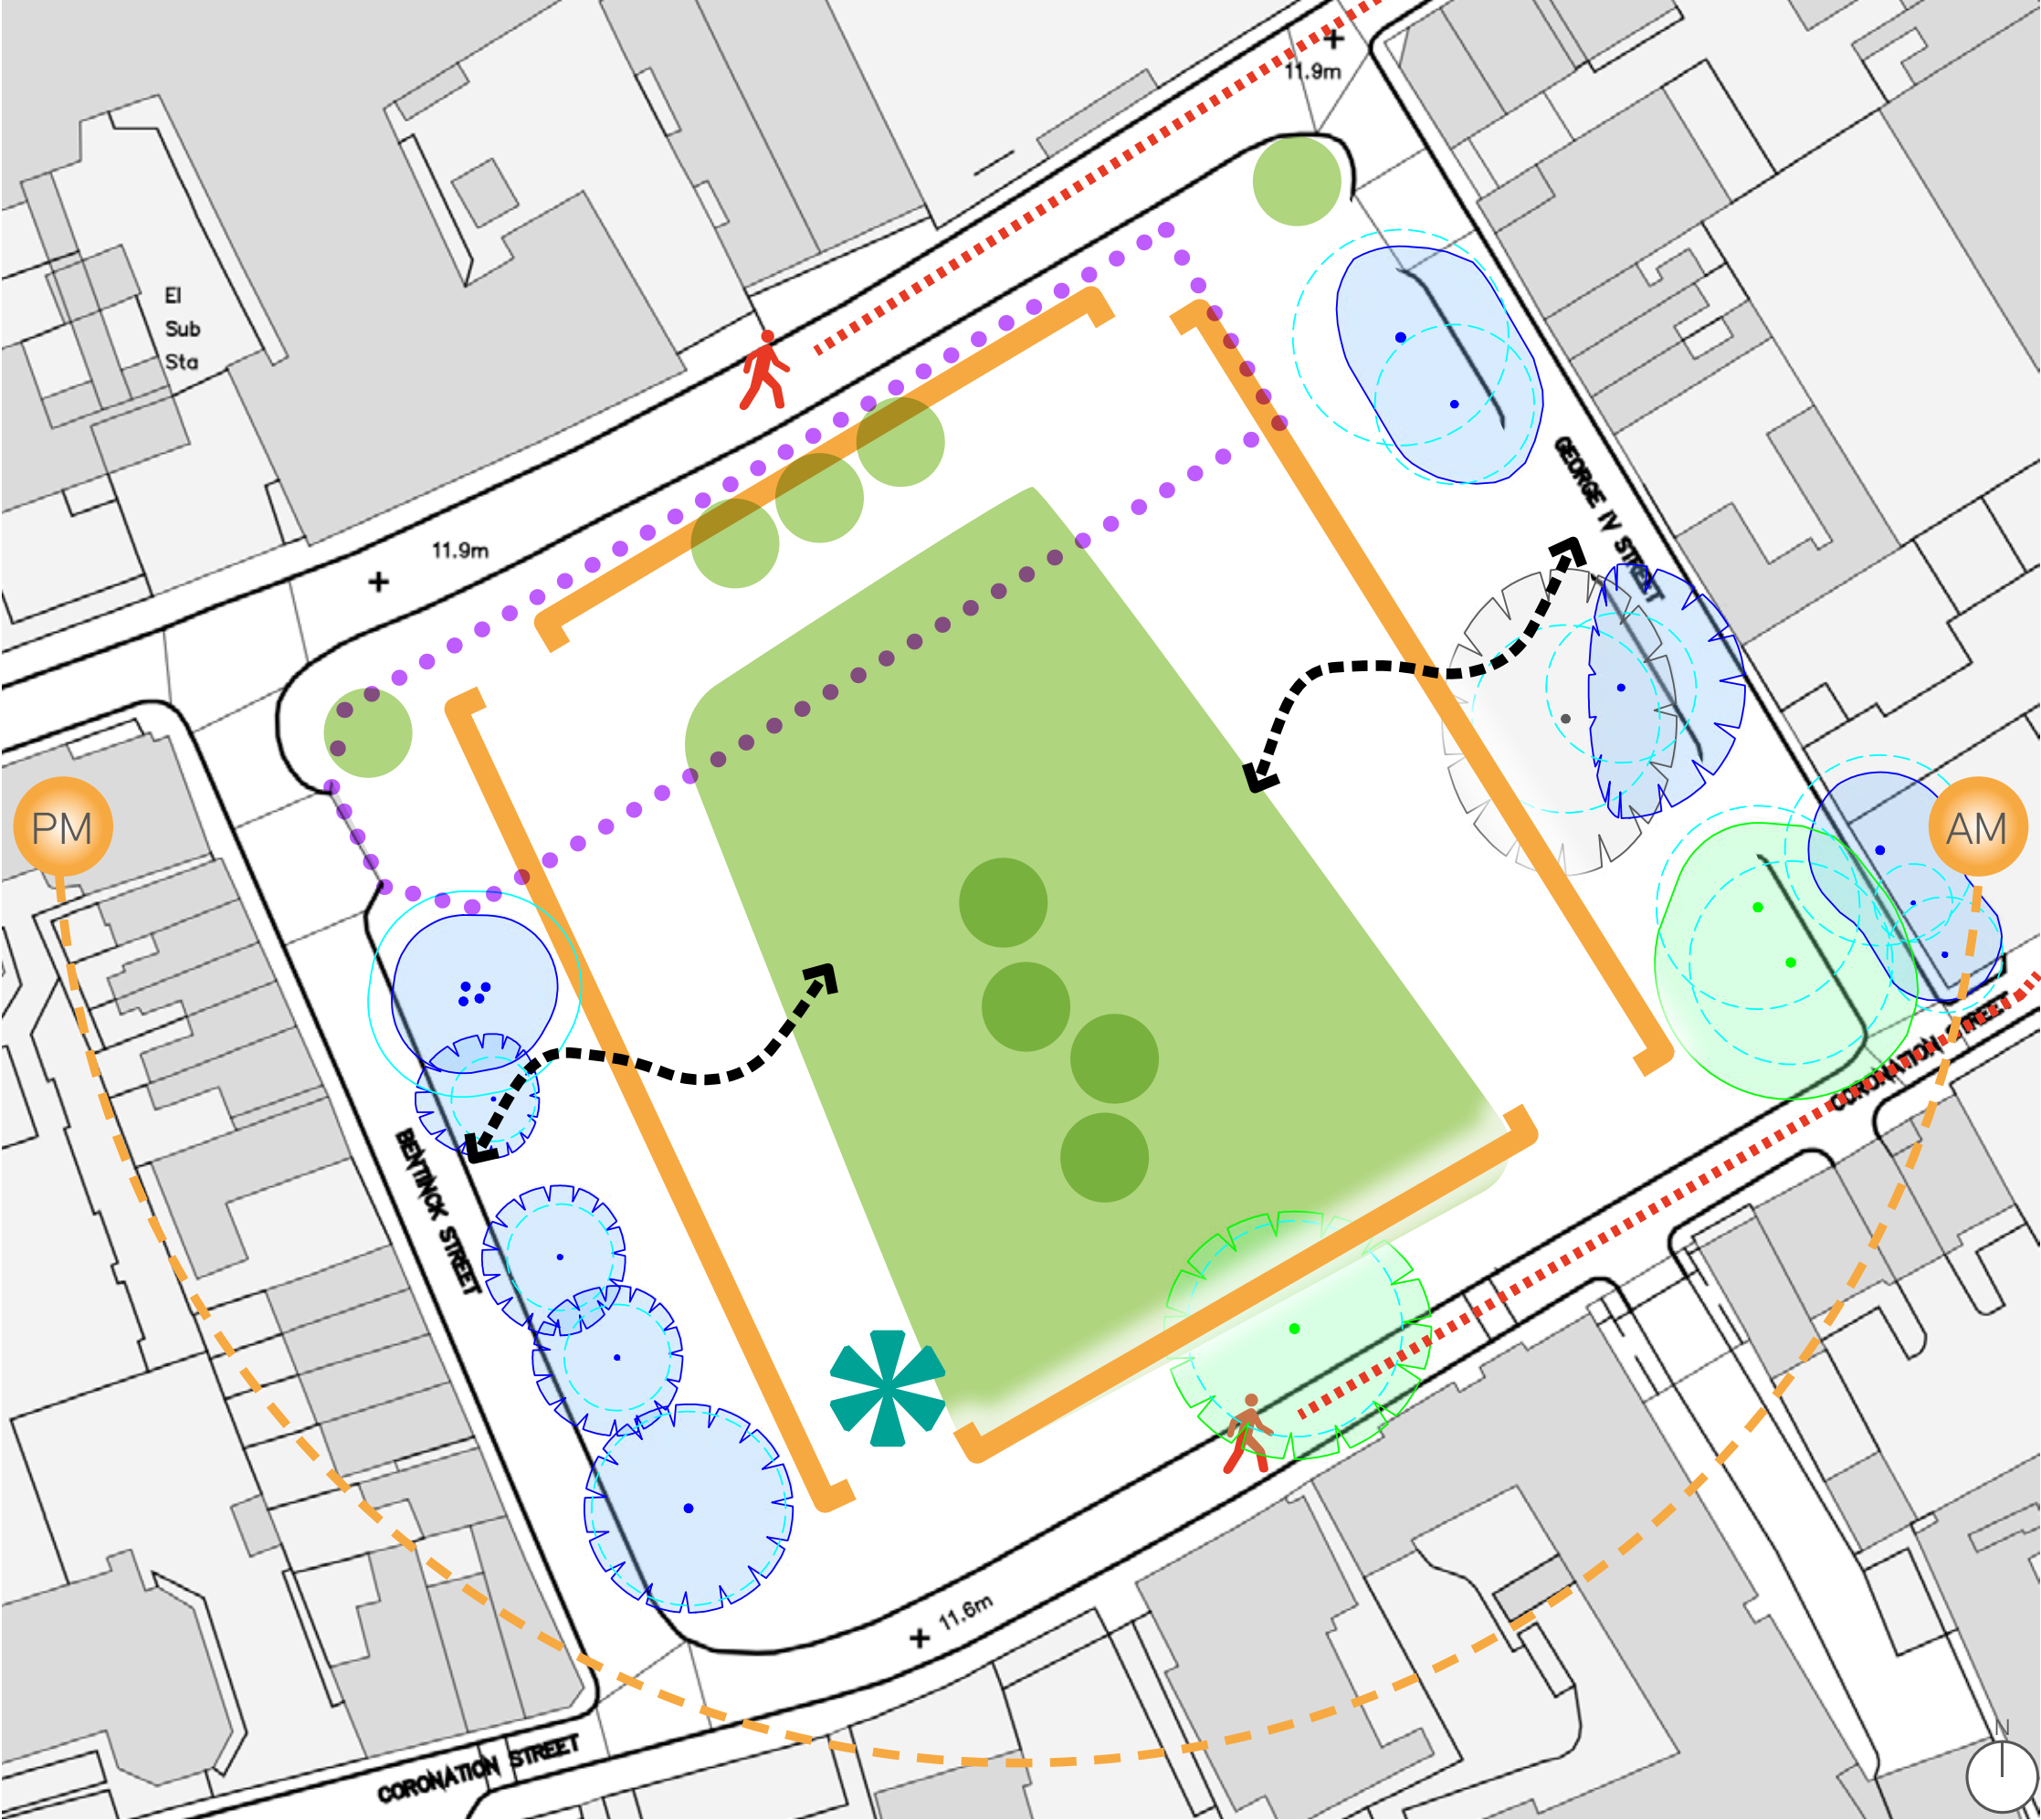 11.9m
El
Sub
Sta
11.9m
GEORGE IV STREET
PM
AM
CORONATION STREET
BENTINCK STREET
11.6m
CORONATION STREET
N